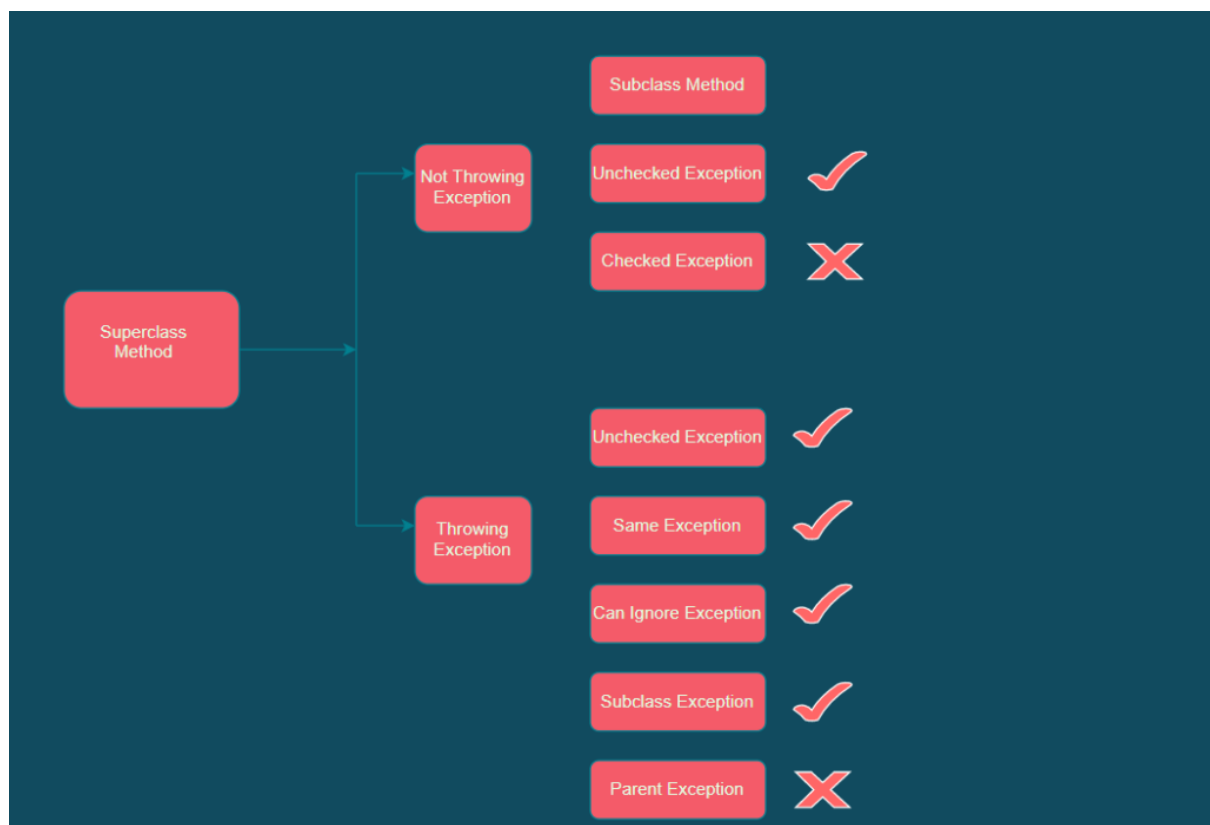 Subclass Method
Not Throwing
Exception
Unchecked Exception
Checked Exception
Superclass
Method
Throwing
Exception
Unchecked Exception
Same Exception
Can Ignore Exception
Subclass Exception
Parent Exception